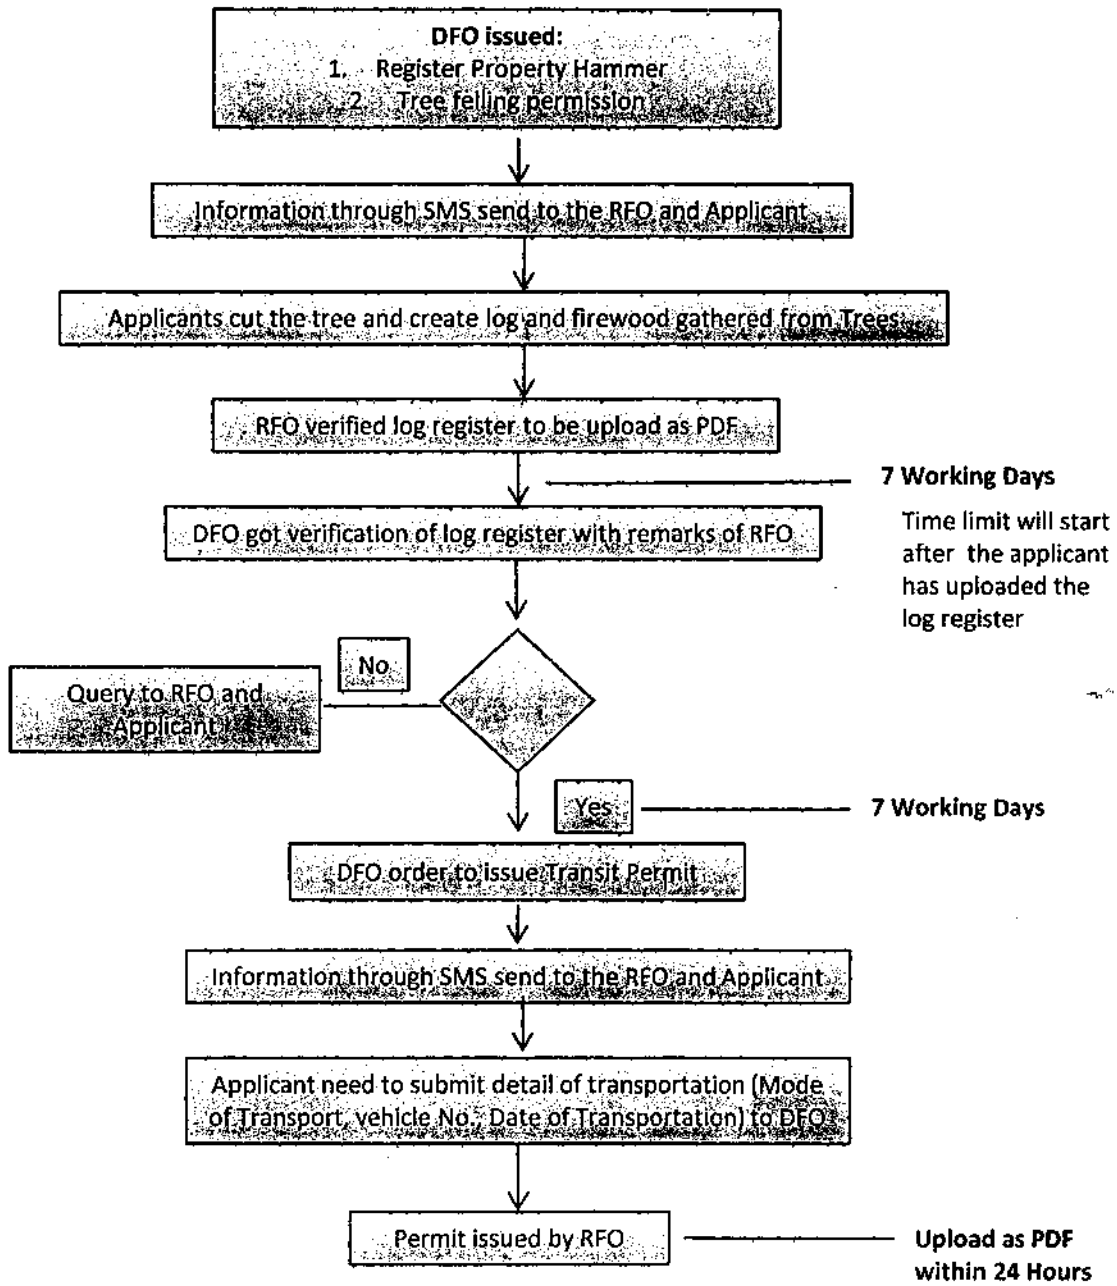 DFO issued:
1. Register Property Hammer
2. Tree felling permission
Information through SMS send to the RFO and Applicant
Applicants cut the tree and create log and firewood gathered from Trees
RFO verified log register to be upload as PDF
7 Working Days
DFO got verification of log register with remarks of RFO
Time limit will start
after the applicant
has uploaded the
log register
No
Query to RFO and
Applicant
Yes
7 Working Days
DFO order to issue Transit Permit
Information through SMS send to the RFO and Applicant
Applicant need to submit detail of transportation (Mode
of Transport, vehicle No., Date of Transportation) to DFO
Permit issued by RFO
Upload as PDF
within 24 Hours